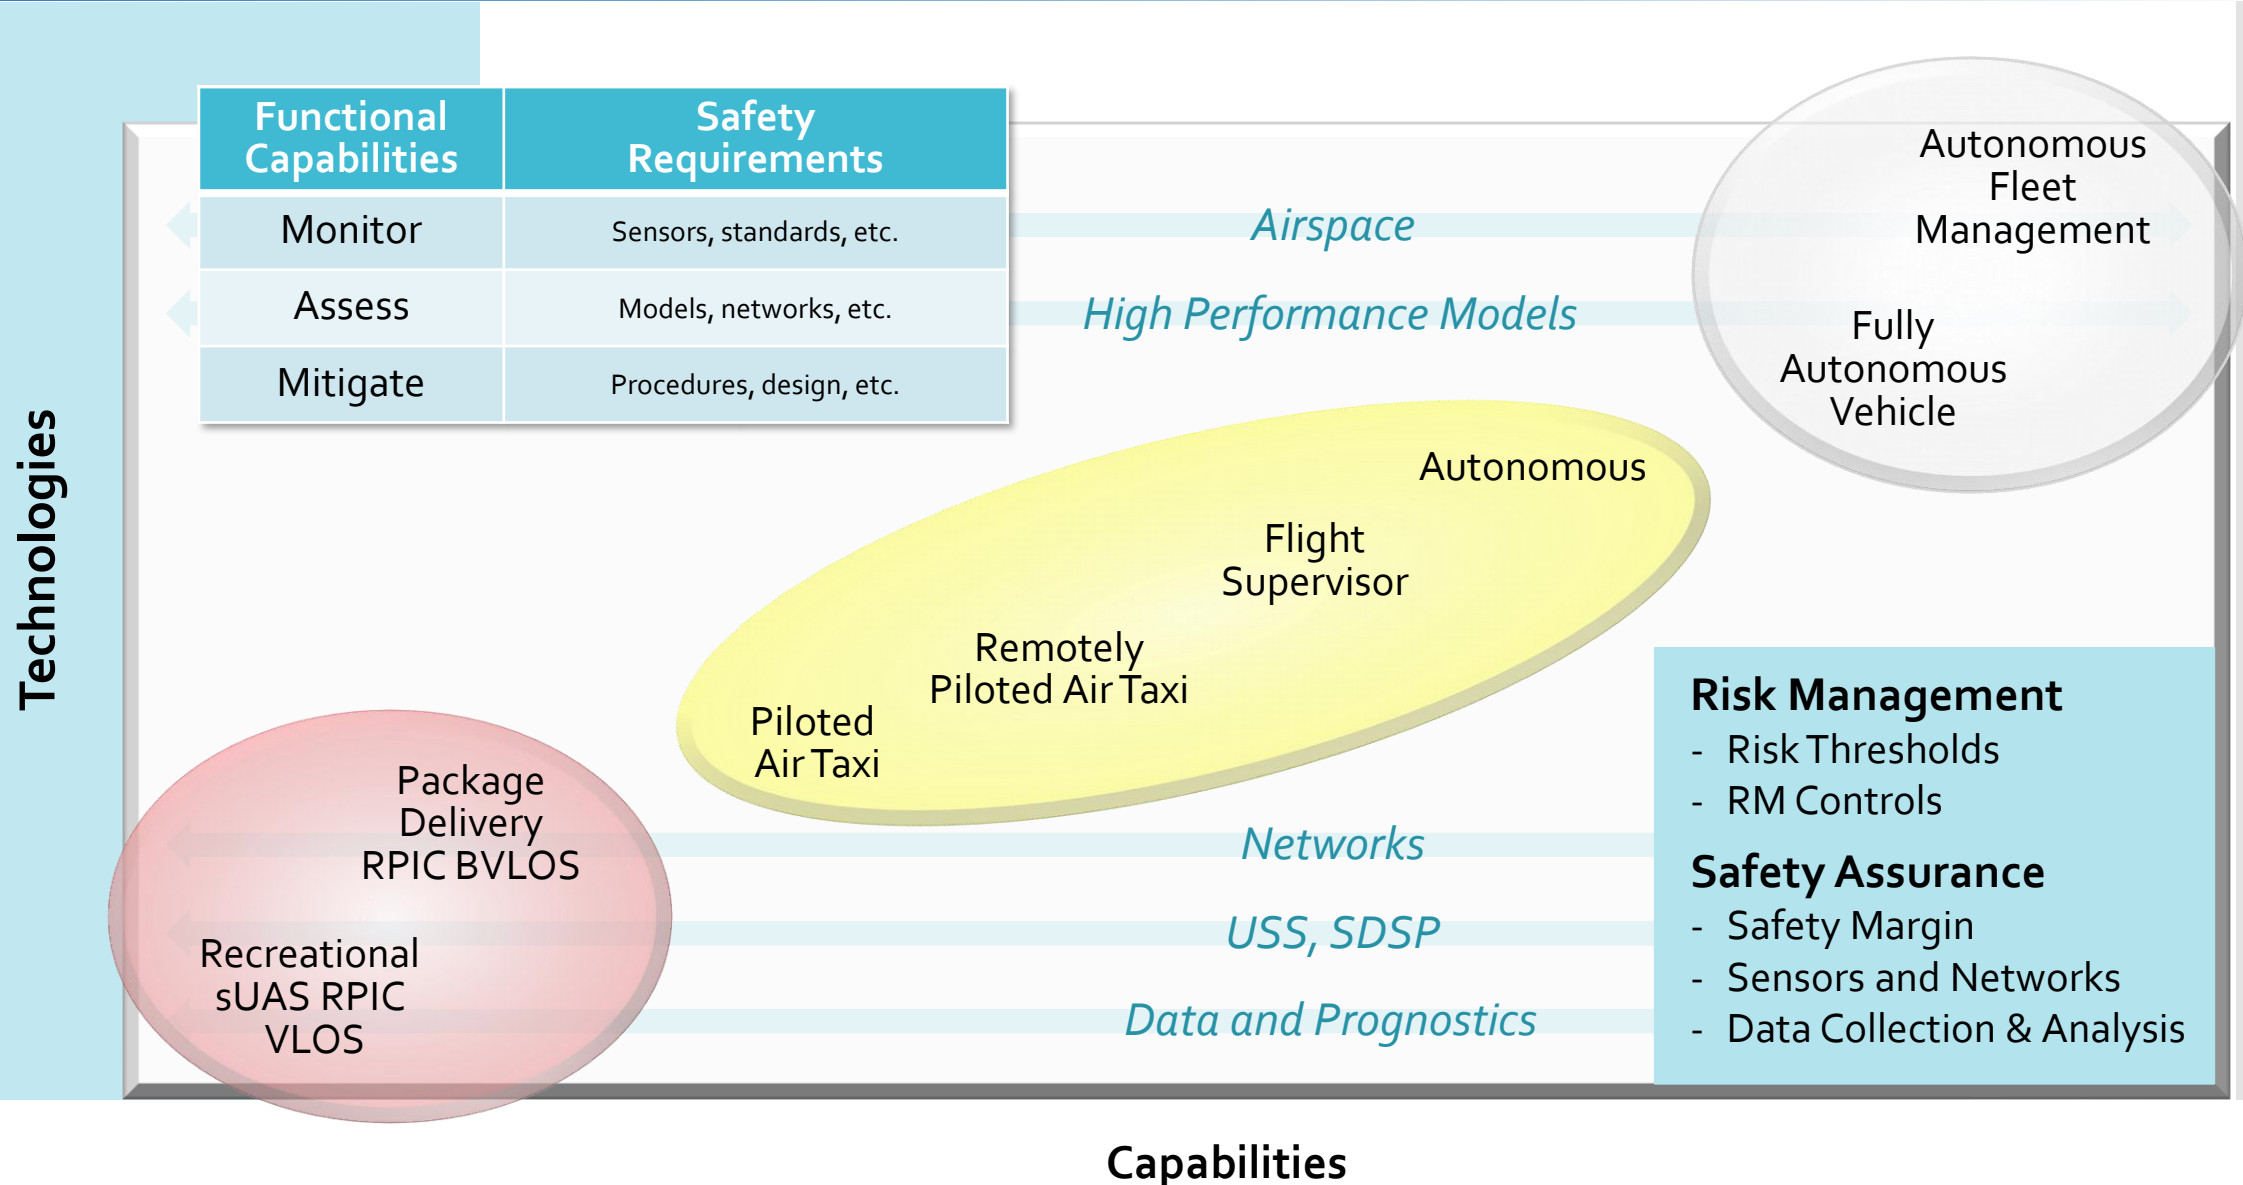 Functional
Capabilities
Safety
Requirements
Monitor
Sensors, standards, etc.
Assess
Models, networks, etc.
Mitigate
Procedures, design, etc.
Airspace
High Performance Models
Autonomous
Fleet
Management
Fully
Autonomous
Vehicle
Technologies
Autonomous
Flight
Supervisor
Remotely
Piloted Air Taxi
Piloted
Air Taxi
Package
Delivery
RPIC BVLOS
Recreational
sUAS RPIC
VLOS
Networks
USS, SDSP
Data and Prognostics
Risk Management
- Risk Thresholds
- RM Controls
Safety Assurance
- Safety Margin
- Sensors and Networks
- Data Collection & Analysis
Capabilities